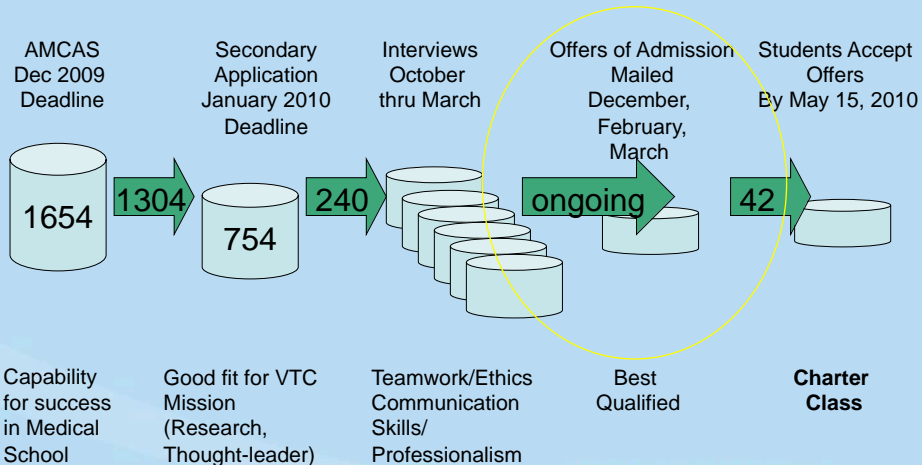 AMCAS
Dec 2009
Deadline
Secondary
Application
January 2010
Deadline
Interviews
October
thru March
Offers of Admission
Mailed
December,
February,
March
Students Accept
Offers
By May 15, 2010
1654
1304
754
240
ongoing
42
Capability
for success
in Medical
School
Good fit for VTC
Mission
(Research,
Thought-leader)
Teamwork/Ethics
Communication
Skills/
Professionalism
Best
Qualified
Charter
Class